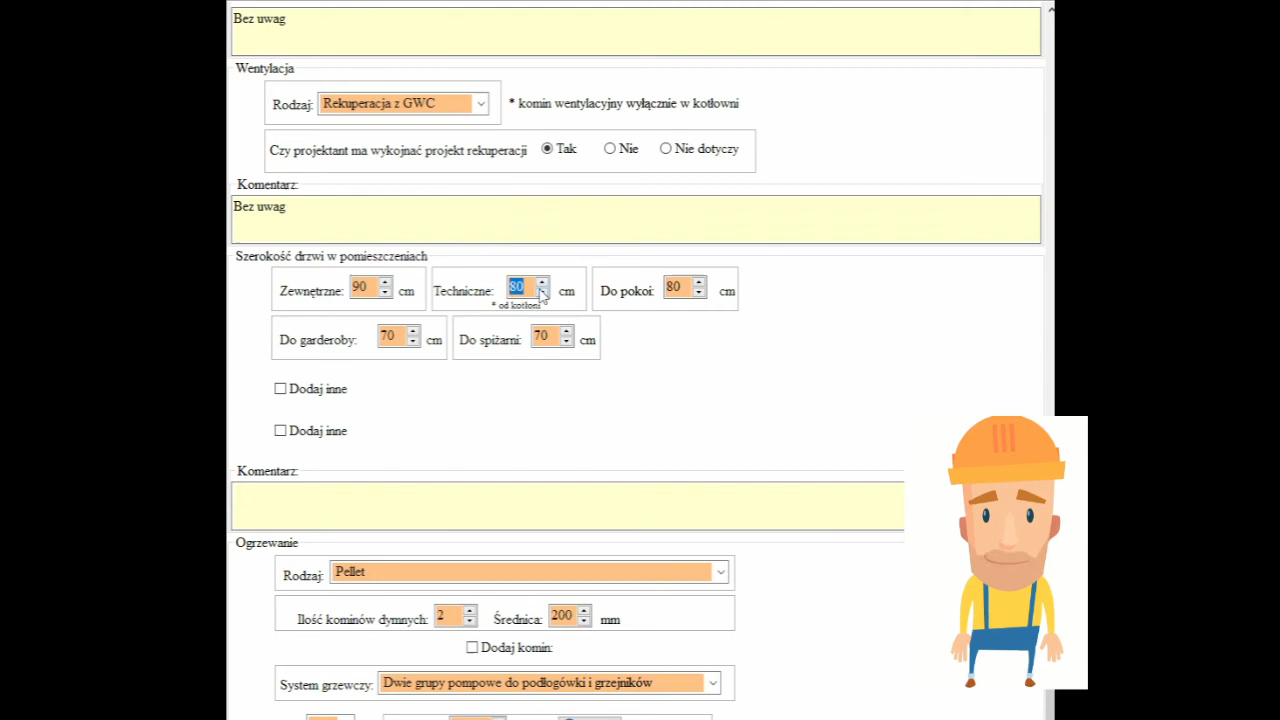 Bez uwag
Wentylacja
Rodzaj: Rekuperacja z GWC * komin wentylacyjny wyłącznie w kotłowni
Czy projektant ma wykojnać projekt rekuperacji Tak Nie Nie dotyczy
Komentarz:
Bez uwag
Szerokość drzwi w pomieszczeniach
Zewnętrzne: 90 cm Techniczne: 80 cm Do pokoi: 80 cm
* od kotłoni
Do garderoby: 70 cm Do spiżarni: 70 cm
Dodaj inne
Dodaj inne
Komentarz:
Ogrzewanie
Rodzaj: Pellet
Ilość kominów dymnych: 2 Średnica: 200 mm
Dodaj komin:
System grzewczy: Dwie grupy pompowe do podłogówki i grzejników